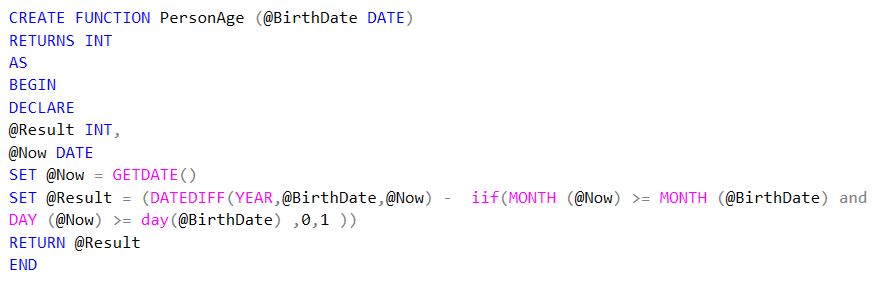 CREATE FUNCTION PersonAge (@BirthDate DATE)
RETURNS INT
AS
BEGIN
DECLARE
@Result INT,
@Now DATE
SET @Now = GETDATE()
SET @Result = (DATEDIFF(YEAR,@BirthDate,@Now) -  iif(MONTH (@Now) >= MONTH (@BirthDate) and
DAY (@Now) >= day(@BirthDate) ,0,1 ))
RETURN @Result
END